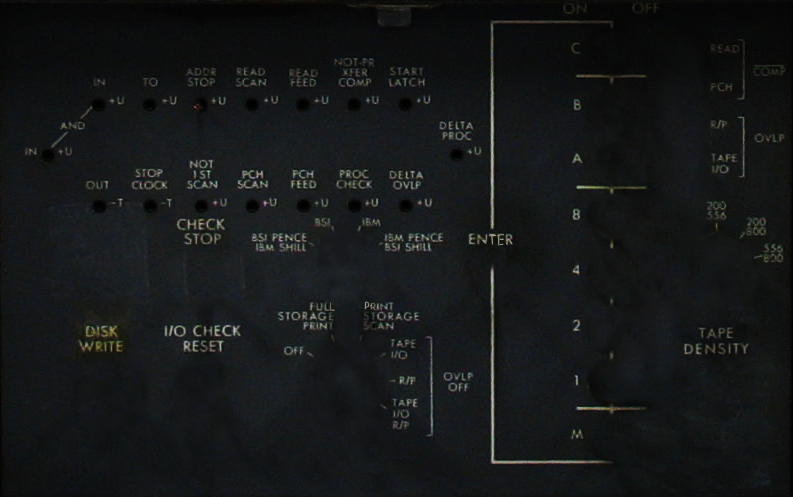 ON OFF
C
READ
COMP
PCH
IN TO ADDR STOP READ SCAN READ FEED NOT-PR XFER COMP START LATCH
+U +U +U +U +U +U +U
B
AND
DELTA PROC
IN +U
+U
R/P
OVLP
TAPE I/O
A
OUT STOP CLOCK NOT 1ST SCAN PCH SCAN PCH FEED PROC CHECK DELTA OVLP
-T -T +U +U +U +U +U
CHECK STOP
BSI IBM
BSI PENCE IBM SHILL
IBM PENCE BSI SHILL
ENTER
8
200 556
200 800
556 800
4
DISK WRITE
I/O CHECK RESET
FULL STORAGE PRINT
PRINT STORAGE SCAN
OFF
TAPE I/O
R/P
TAPE I/O R/P
OVLP OFF
2
TAPE DENSITY
1
M